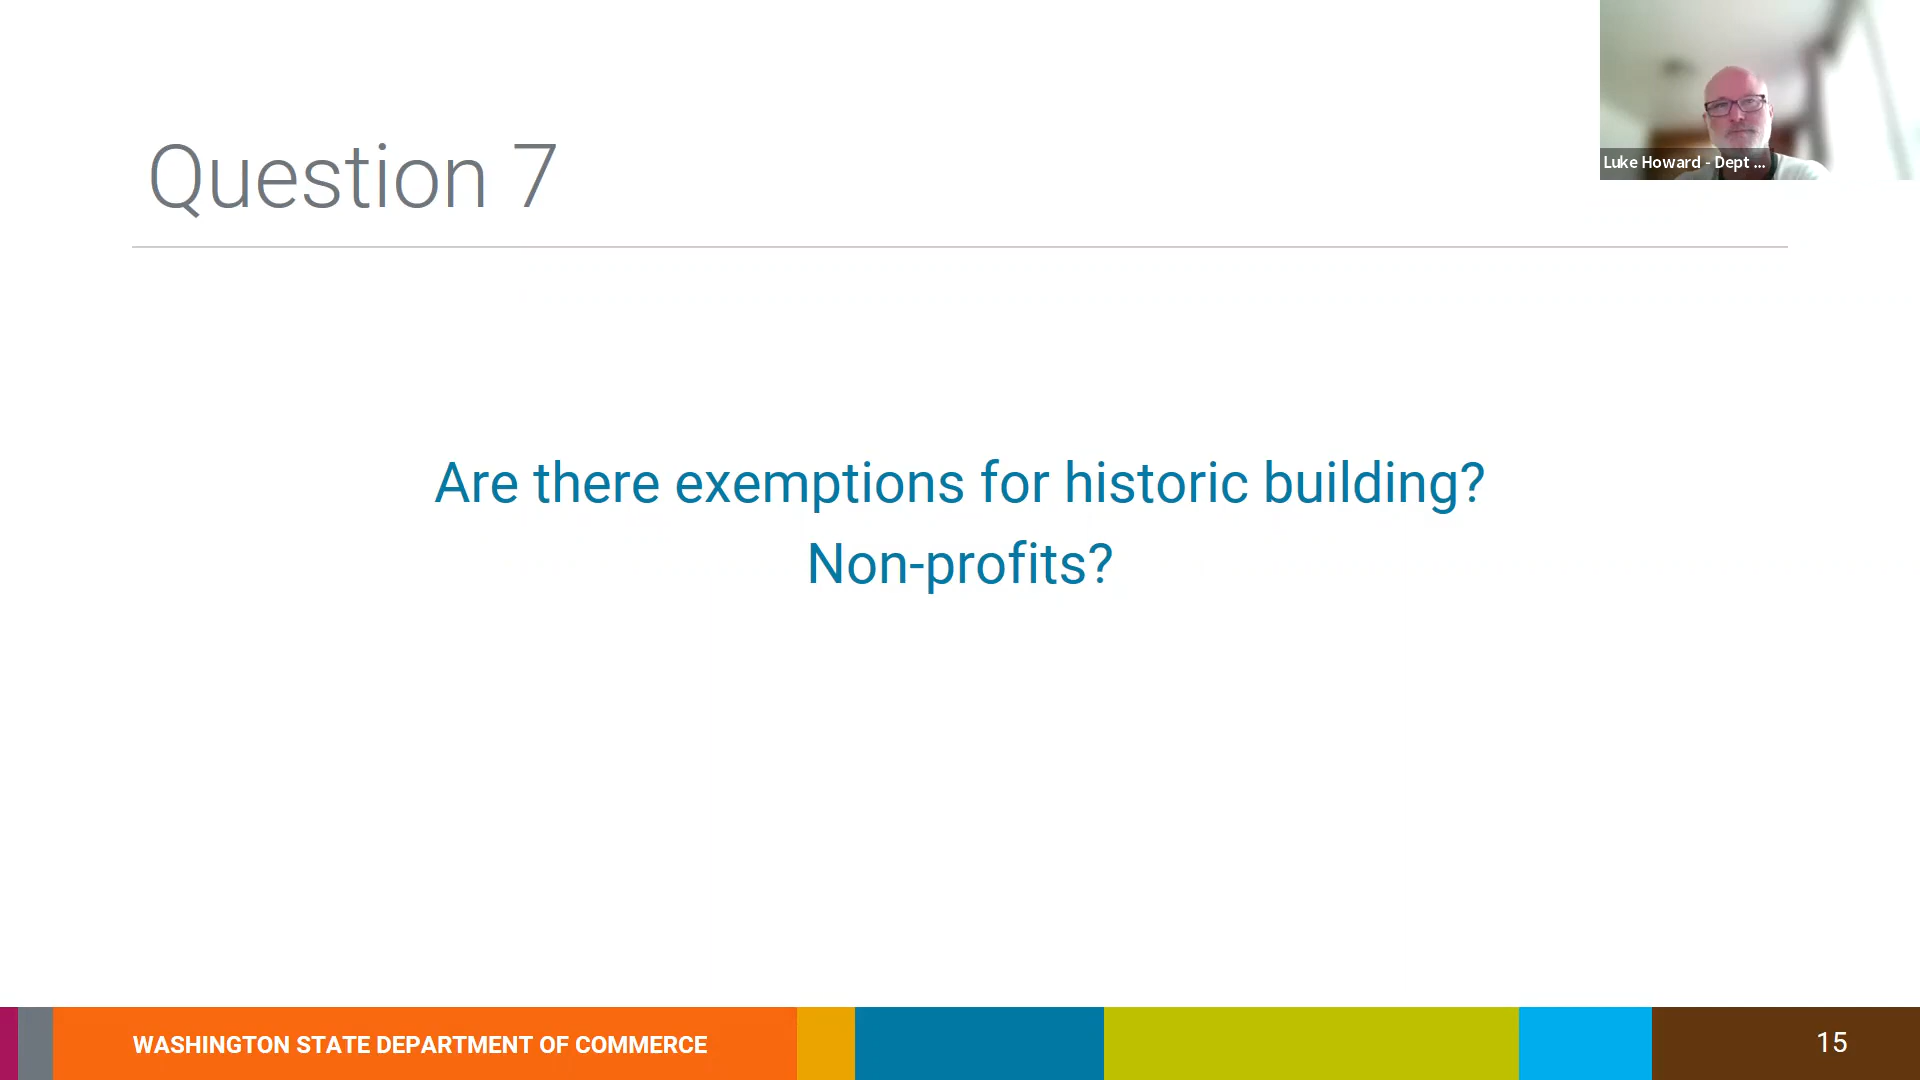 Luke Howard - Dept ...
Question 7
Are there exemptions for historic building?
Non-profits?
WASHINGTON STATE DEPARTMENT OF COMMERCE
15